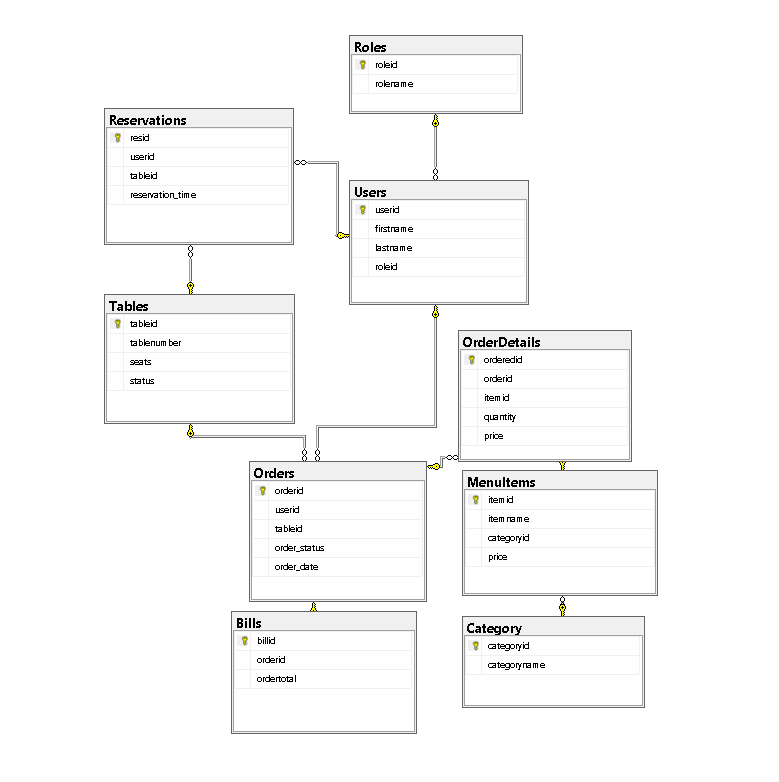 Roles
roleid
rolename
Reservations
resid
userid
tableid
reservation_time
Users
userid
firstname
lastname
roleid
Tables
tableid
tablenumber
seats
status
OrderDetails
orderedid
orderid
itemid
quantity
price
Orders
orderid
userid
tableid
order_status
order_date
MenuItems
itemid
itemname
categoryid
price
Bills
billid
orderid
ordertotal
Category
categoryid
categoryname